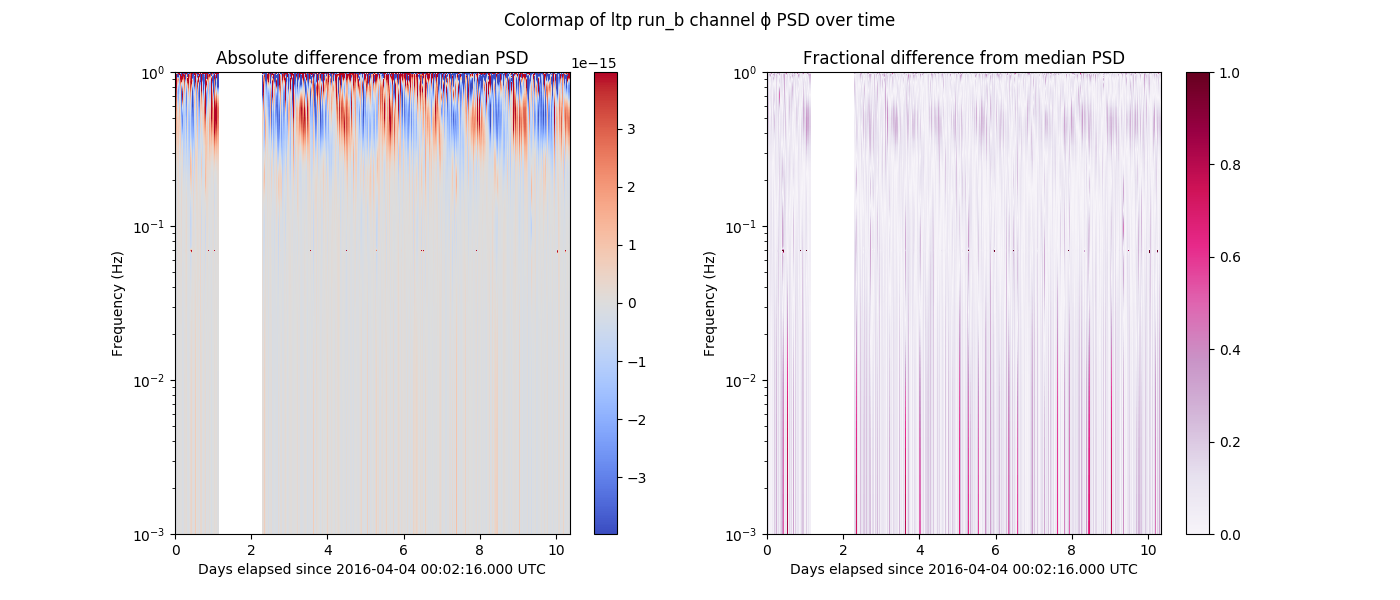 Colormap of ltp run_b channel ϕ PSD over time
Absolute difference from median PSD
1e−15
Fractional difference from median PSD
10⁰
10⁻¹
10⁻²
10⁻³
Frequency (Hz)
0 2 4 6 8 10
Days elapsed since 2016-04-04 00:02:16.000 UTC
3
2
1
0
−1
−2
−3
10⁰
10⁻¹
10⁻²
10⁻³
Frequency (Hz)
0 2 4 6 8 10
Days elapsed since 2016-04-04 00:02:16.000 UTC
1.0
0.8
0.6
0.4
0.2
0.0